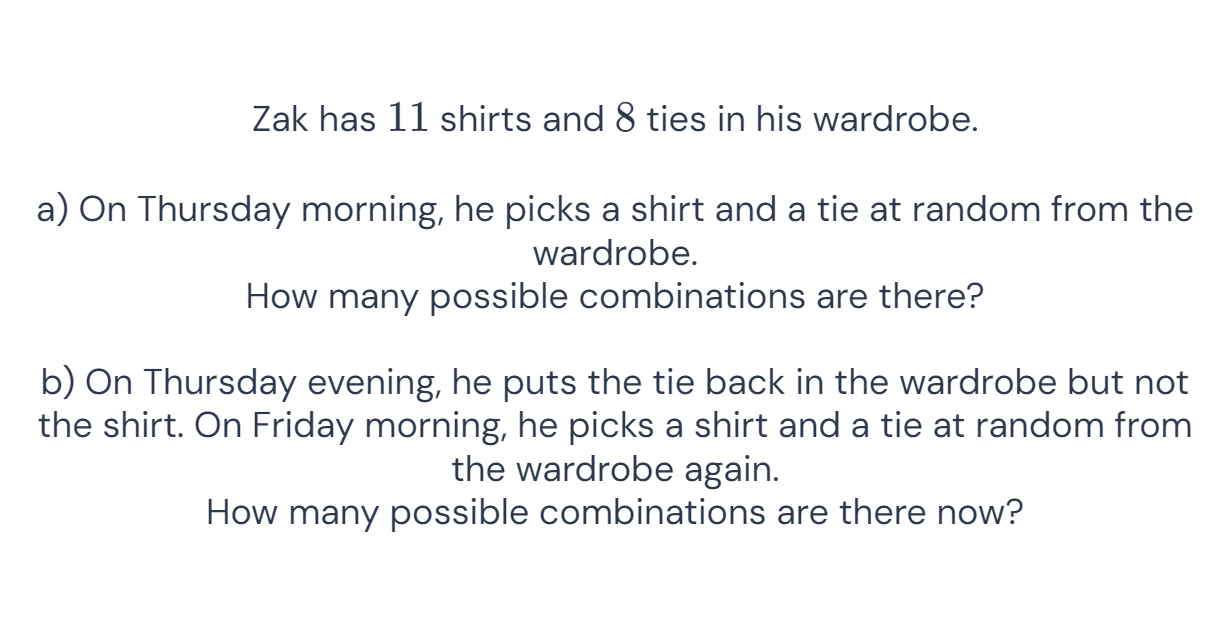 Zak has 11 shirts and 8 ties in his wardrobe.
a) On Thursday morning, he picks a shirt and a tie at random from the
wardrobe.
How many possible combinations are there?
b) On Thursday evening, he puts the tie back in the wardrobe but not
the shirt. On Friday morning, he picks a shirt and a tie at random from
the wardrobe again.
How many possible combinations are there now?